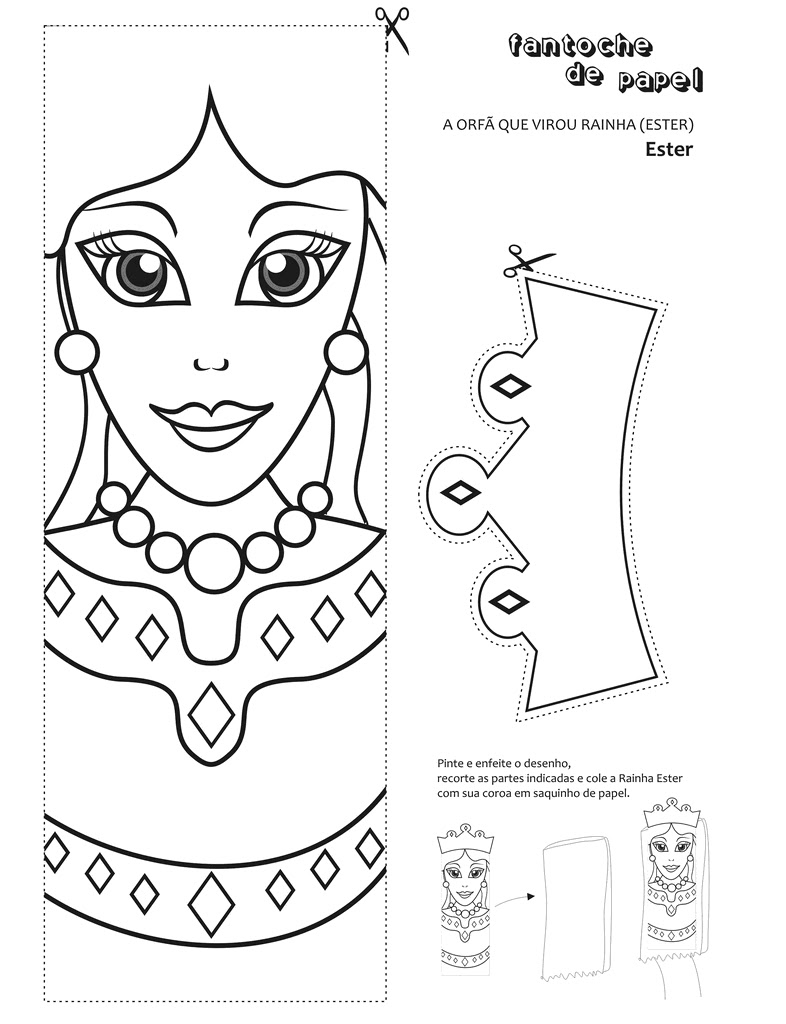 fantoche
de papel
A ORFÃ QUE VIROU RAINHA (ESTER)
Ester
Pinte e enfeite o desenho,
recorte as partes indicadas e cole a Rainha Ester
com sua coroa em saquinho de papel.